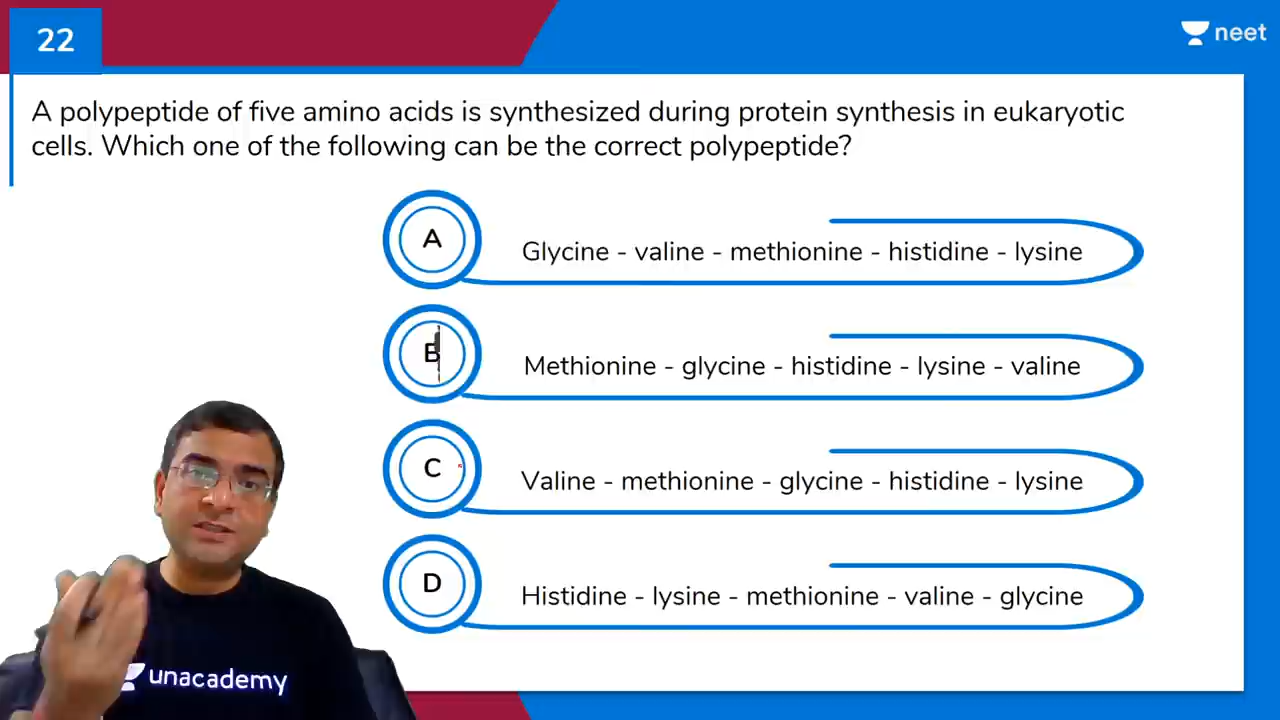 22
neet
A polypeptide of five amino acids is synthesized during protein synthesis in eukaryotic
cells. Which one of the following can be the correct polypeptide?
A
Glycine - valine - methionine - histidine - lysine
B
Methionine - glycine - histidine - lysine - valine
C
Valine - methionine - glycine - histidine - lysine
D
Histidine - lysine - methionine - valine - glycine
unacademy